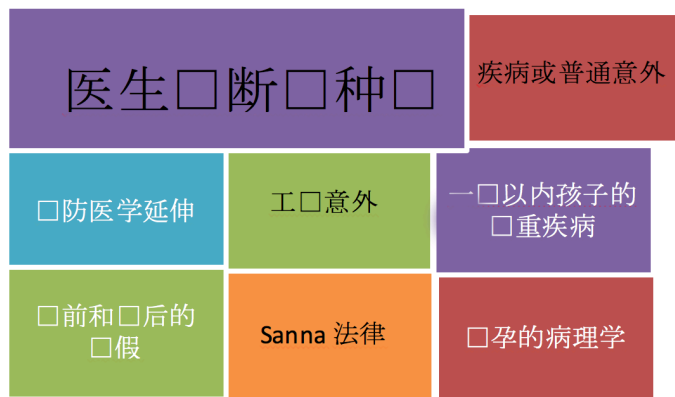 医生□断□种□
疾病或普通意外
□防医学延伸
工□意外
一□以内孩子的
□重疾病
□前和□后的
□假
Sanna 法律
□孕的病理学